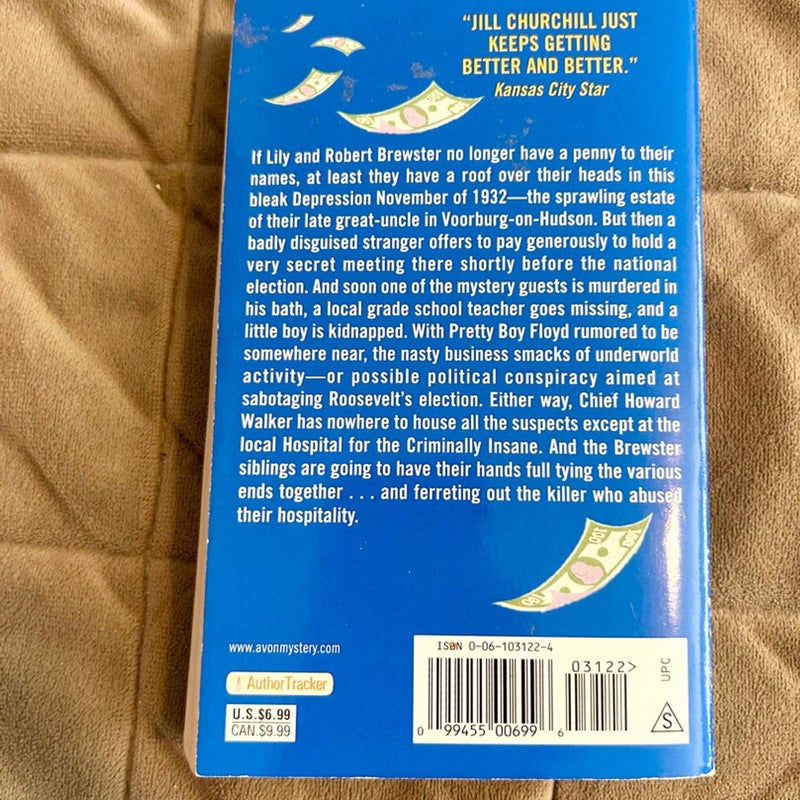 "JILL CHURCHILL JUST
KEEPS GETTING
BETTER AND BETTER."
Kansas City Star
If Lily and Robert Brewster no longer have a penny to their
names, at least they have a roof over their heads in this
bleak Depression November of 1932—the sprawling estate
of their late great-uncle in Voorburg-on-Hudson. But then a
badly disguised stranger offers to pay generously to hold a
very secret meeting there shortly before the national
election. And soon one of the mystery guests is murdered in
his bath, a local grade school teacher goes missing, and a
little boy is kidnapped. With Pretty Boy Floyd rumored to be
somewhere near, the nasty business smacks of underworld
activity—or possible political conspiracy aimed at
sabotaging Roosevelt's election. Either way, Chief Howard
Walker has nowhere to house all the suspects except at the
local Hospital for the Criminally Insane. And the Brewster
siblings are going to have their hands full tying the various
ends together . . . and ferreting out the killer who abused
their hospitality.
100
100
100
www.avonmystery.com
AuthorTracker
U.S.$6.99
CAN.$9.99
ISBN 0-06-103122-4
03122>
UPC
0 99455 00699 6
S